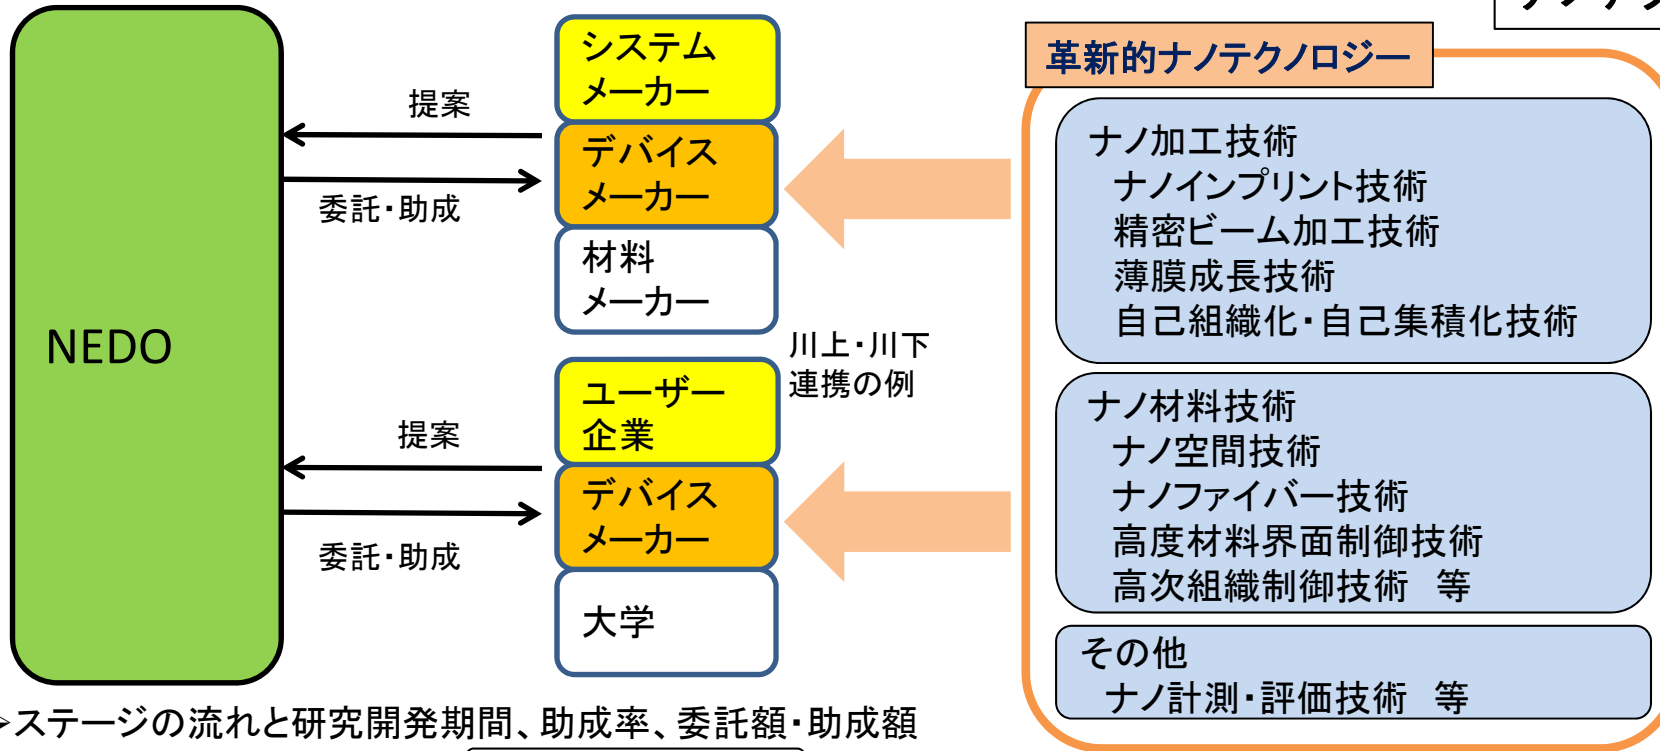 NEDO
提案
委託・助成
システム
メーカー
デバイス
メーカー
材料
メーカー
川上・川下
連携の例
提案
委託・助成
ユーザー
企業
デバイス
メーカー
大学
革新的ナノテクノロジー
ナノ加工技術
ナノインプリント技術
精密ビーム加工技術
薄膜成長技術
自己組織化・自己集積化技術
ナノ材料技術
ナノ空間技術
ナノファイバー技術
高度材料界面制御技術
高次組織制御技術 等
その他
ナノ計測・評価技術 等
➢ステージの流れと研究開発期間、助成率、委託額・助成額